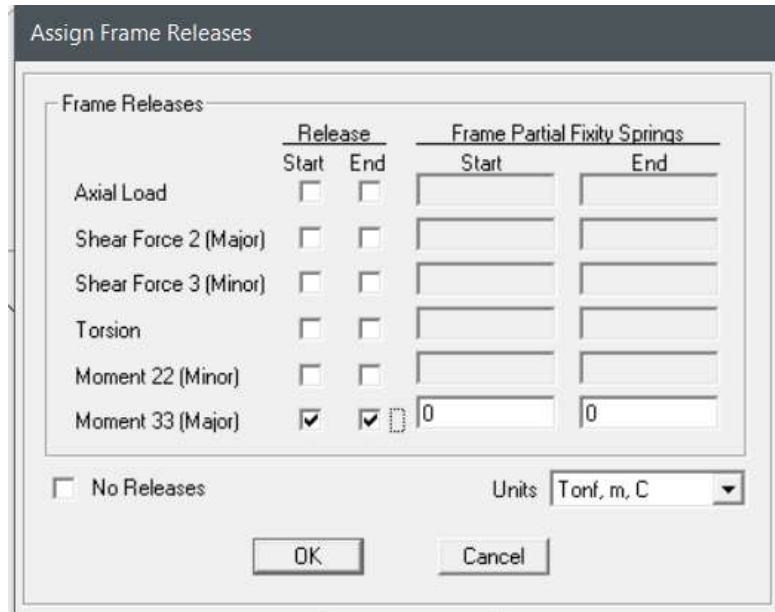 Assign Frame Releases
Frame Releases
Release Frame Partial Fixity Springs
Start End Start End
Axial Load
Shear Force 2 (Major)
Shear Force 3 (Minor)
Torsion
Moment 22 (Minor)
Moment 33 (Major) 0 0
No Releases Units Tonf, m, C
OK Cancel